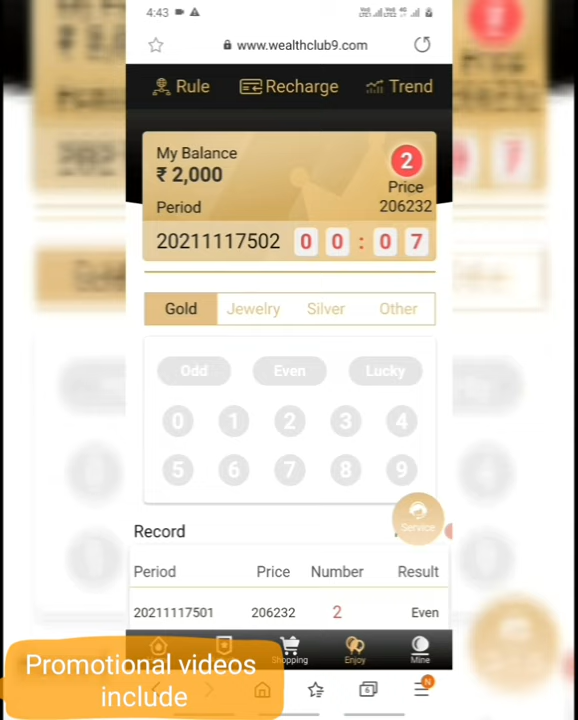 4:43
www.wealthclub9.com
Rule Recharge Trend
My Balance
₹ 2,000
2
Price
206232
Period
20211117502 0 0 : 0 7
Gold Jewelry Silver Other
Odd Even Lucky
0 1 2 3 4
5 6 7 8 9
Service
Record
Period Price Number Result
20211117501 206232 2 Even
Shopping Enjoy Mine
6 N
Promotional videos
include